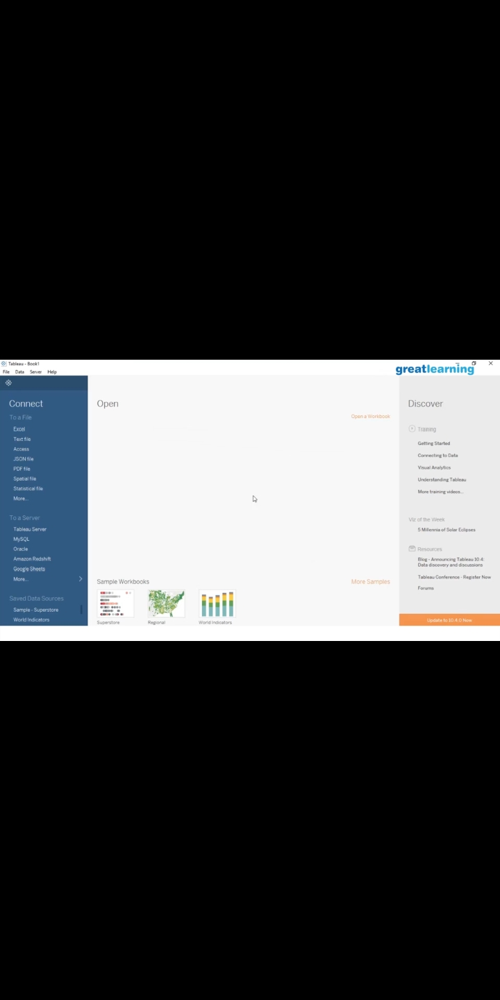 Tableau - Book1
greatlearning
File Data Server Help
Connect
To a File
Excel
Text file
Access
JSON file
PDF file
Spatial file
Statistical file
More...
To a Server
Tableau Server
MySQL
Oracle
Amazon Redshift
Google Sheets
More...
Saved Data Sources
Sample - Superstore
World Indicators
Open
Open a Workbook
Sample Workbooks
More Samples
Superstore
Regional
World Indicators
Discover
Training
Getting Started
Connecting to Data
Visual Analytics
Understanding Tableau
More training videos...
Viz of the Week
5 Millennia of Solar Eclipses
Resources
Blog - Announcing Tableau 10.4:
Data discovery and discussions
Tableau Conference - Register Now
Forums
Update to 10.4.0 Now